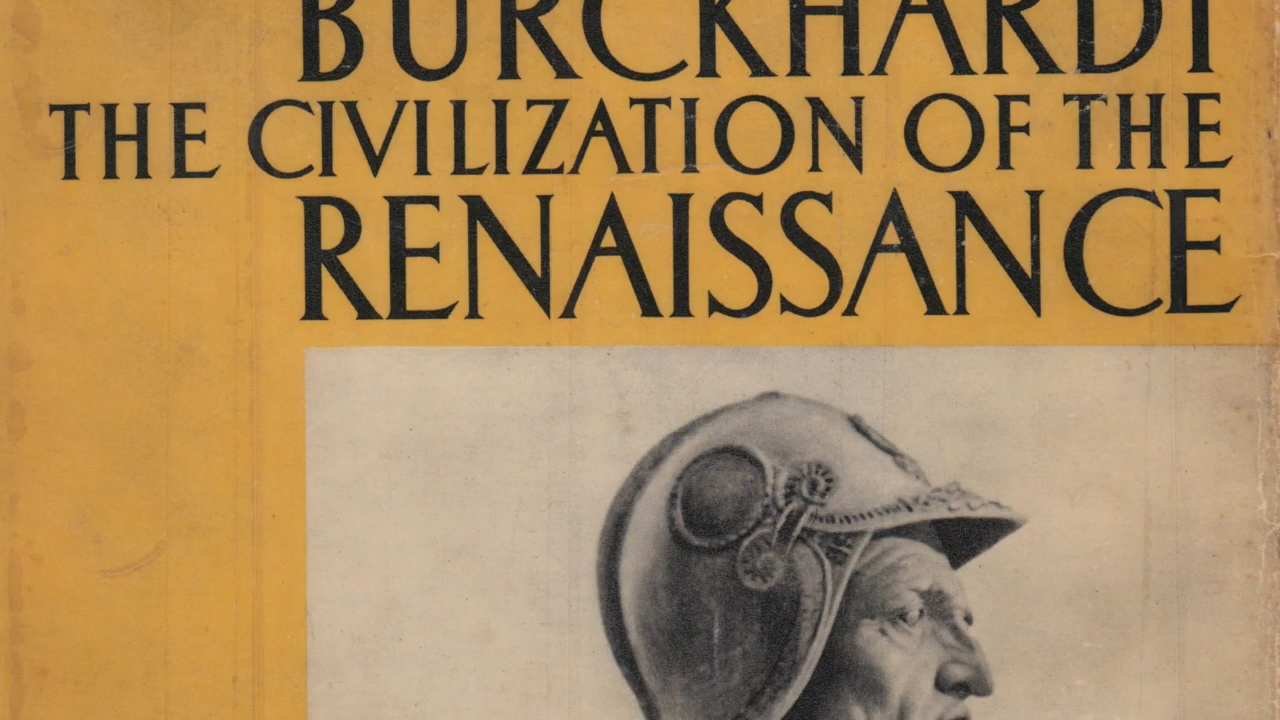 BURCKHARDT
THE CIVILIZATION OF THE
RENAISSANCE